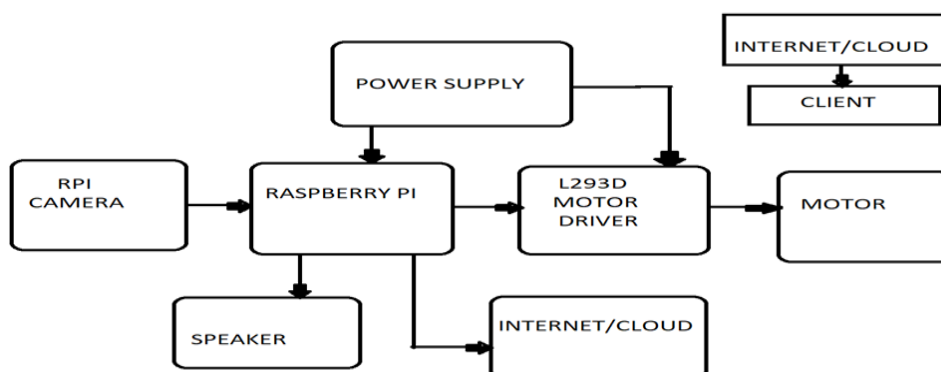 INTERNET/CLOUD
POWER SUPPLY
CLIENT
RPI
CAMERA
RASPBERRY PI
L293D
MOTOR
DRIVER
MOTOR
SPEAKER
INTERNET/CLOUD